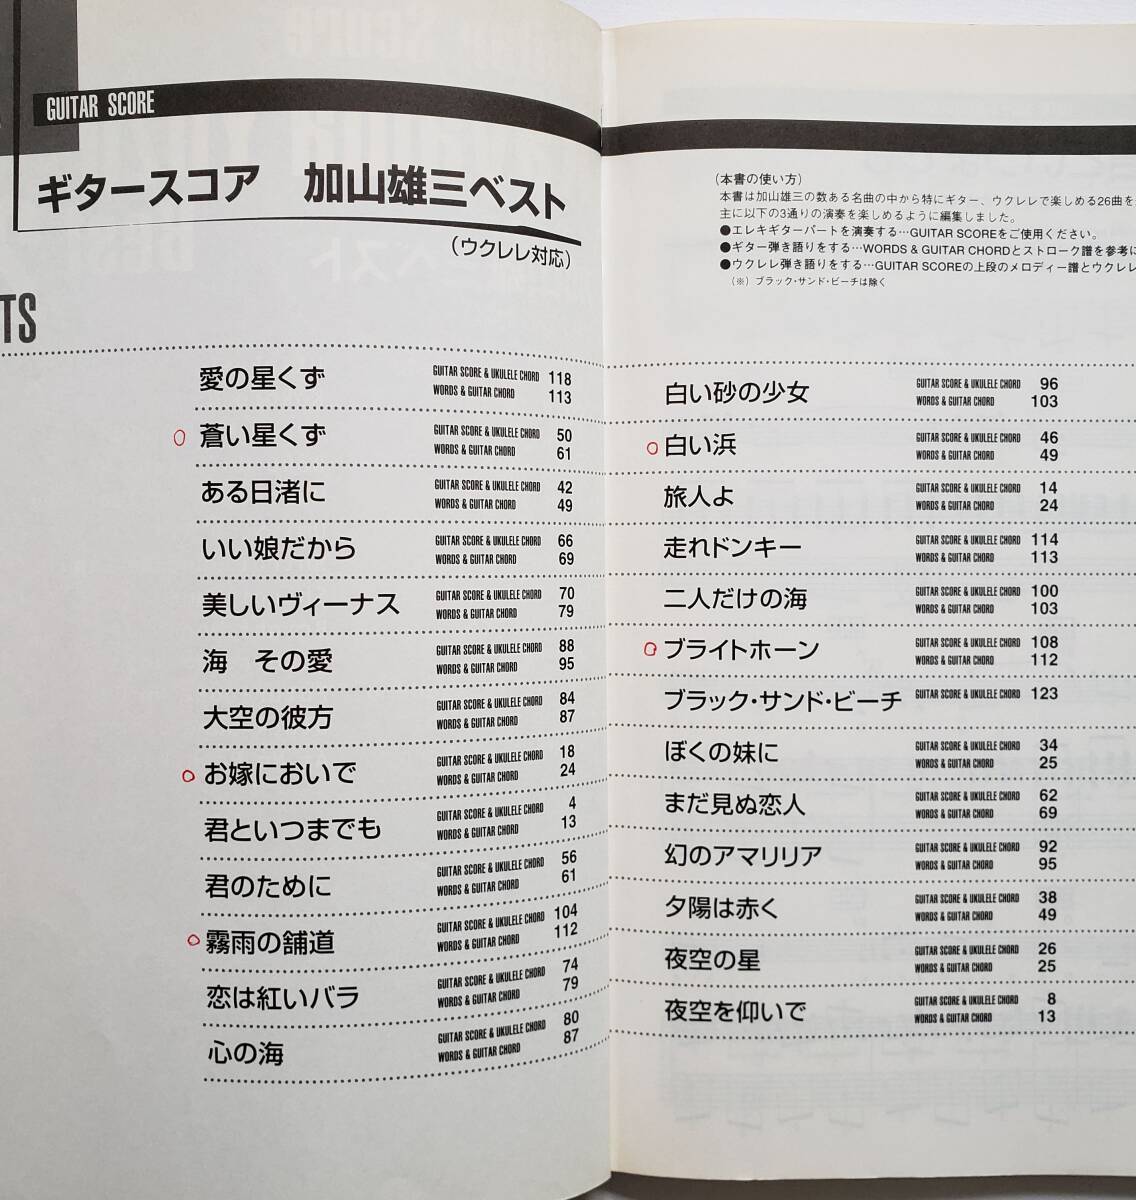 GUITAR SCORE
ギタースコア 加山雄三ベスト
(ウクレレ対応)
TS
愛の星くず GUITAR SCORE & UKULELE CHORD 118
WORDS & GUITAR CHORD 113
蒼い星くず GUITAR SCORE & UKULELE CHORD 50
WORDS & GUITAR CHORD 61
ある日渚に GUITAR SCORE & UKULELE CHORD 42
WORDS & GUITAR CHORD 49
いい娘だから GUITAR SCORE & UKULELE CHORD 66
WORDS & GUITAR CHORD 69
美しいヴィーナス GUITAR SCORE & UKULELE CHORD 70
WORDS & GUITAR CHORD 79
海 その愛 GUITAR SCORE & UKULELE CHORD 88
WORDS & GUITAR CHORD 95
大空の彼方 GUITAR SCORE & UKULELE CHORD 84
WORDS & GUITAR CHORD 87
お嫁においで GUITAR SCORE & UKULELE CHORD 18
WORDS & GUITAR CHORD 24
君といつまでも GUITAR SCORE & UKULELE CHORD 4
WORDS & GUITAR CHORD 13
君のために GUITAR SCORE & UKULELE CHORD 56
WORDS & GUITAR CHORD 61
霧雨の舗道 GUITAR SCORE & UKULELE CHORD 104
WORDS & GUITAR CHORD 112
恋は紅いバラ GUITAR SCORE & UKULELE CHORD 74
WORDS & GUITAR CHORD 79
心の海 GUITAR SCORE & UKULELE CHORD 80
WORDS & GUITAR CHORD 87
(本書の使い方)
本書は加山雄三の数ある名曲の中から特にギター、ウクレレで楽しめる26曲を
主に以下の3通りの演奏を楽しめるように編集しました。
●エレキギターパートを演奏する…GUITAR SCOREをご使用ください。
●ギター弾き語りをする…WORDS & GUITAR CHORDとストローク譜を参考に
●ウクレレ弾き語りをする…GUITAR SCOREの上段のメロディー譜とウクレレ
(※) ブラック・サンド・ビーチは除く
白い砂の少女 GUITAR SCORE & UKULELE CHORD 96
WORDS & GUITAR CHORD 103
白い浜 GUITAR SCORE & UKULELE CHORD 46
WORDS & GUITAR CHORD 49
旅人よ GUITAR SCORE & UKULELE CHORD 14
WORDS & GUITAR CHORD 24
走れドンキー GUITAR SCORE & UKULELE CHORD 114
WORDS & GUITAR CHORD 113
二人だけの海 GUITAR SCORE & UKULELE CHORD 100
WORDS & GUITAR CHORD 103
ブライトホーン GUITAR SCORE & UKULELE CHORD 108
WORDS & GUITAR CHORD 112
ブラック・サンド・ビーチ GUITAR SCORE & UKULELE CHORD 123
ぼくの妹に GUITAR SCORE & UKULELE CHORD 34
WORDS & GUITAR CHORD 25
まだ見ぬ恋人 GUITAR SCORE & UKULELE CHORD 62
WORDS & GUITAR CHORD 69
幻のアマリリア GUITAR SCORE & UKULELE CHORD 92
WORDS & GUITAR CHORD 95
夕陽は赤く GUITAR SCORE & UKULELE CHORD 38
WORDS & GUITAR CHORD 49
夜空の星 GUITAR SCORE & UKULELE CHORD 26
WORDS & GUITAR CHORD 25
夜空を仰いで GUITAR SCORE & UKULELE CHORD 8
WORDS & GUITAR CHORD 13